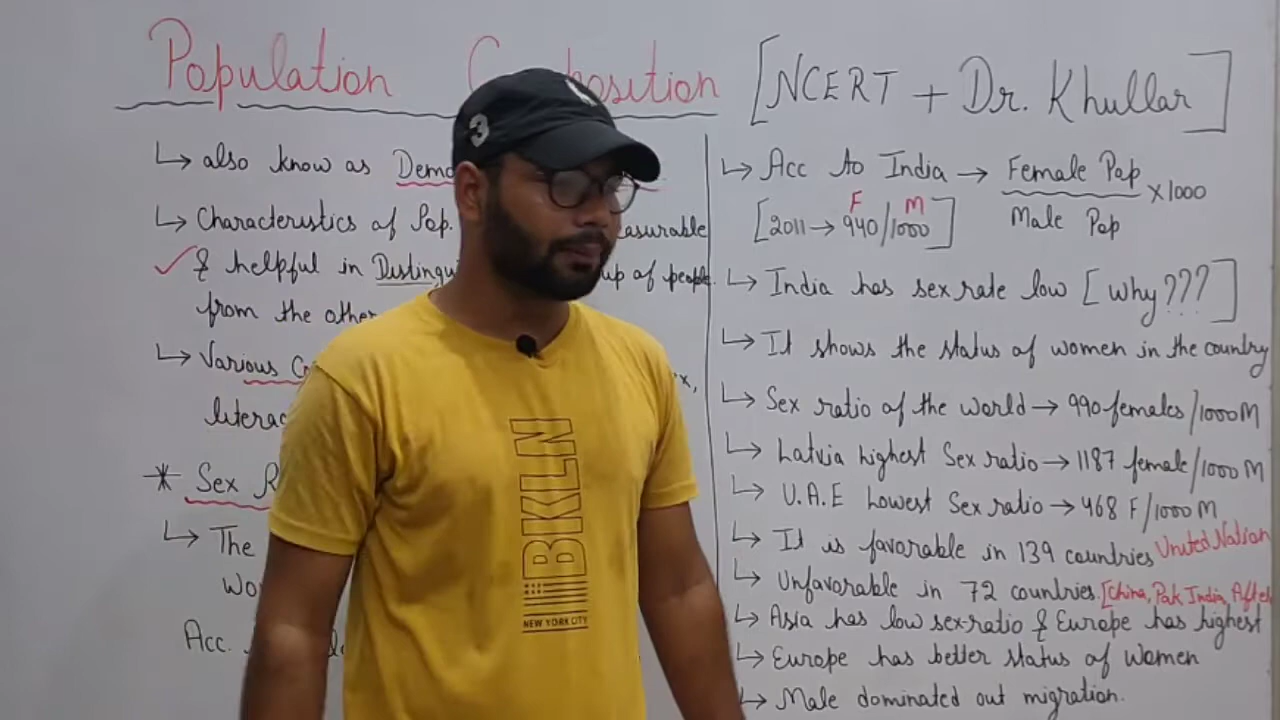 Population Composition [NCERT + Dr. Khullar]
↳ also know as
↳ Characteristics of Pop.
✓ & helpful in up of people.
from the other
↳ Various
literac
* Sex R
↳ The
Acc.
↳ Acc to India → Female Pop / Male Pop ×1000
F M
[2011 → 940/1000]
↳ India has sex rate low [why???]
↳ It shows the status of women in the country
↳ Sex ratio of the world → 990 females/1000 M
↳ Latvia highest Sex ratio → 1187 female/1000 M
↳ U.A.E Lowest Sex ratio → 468 F/1000 M
↳ It is favorable in 139 countries United Nation
↳ Unfavorable in 72 countries. [China, Pak India,
↳ Asia has low sex-ratio & Europe has highest
↳ Europe has better status of Women
↳ Male dominated out migration.
3
BKLN
NEW YORK CITY